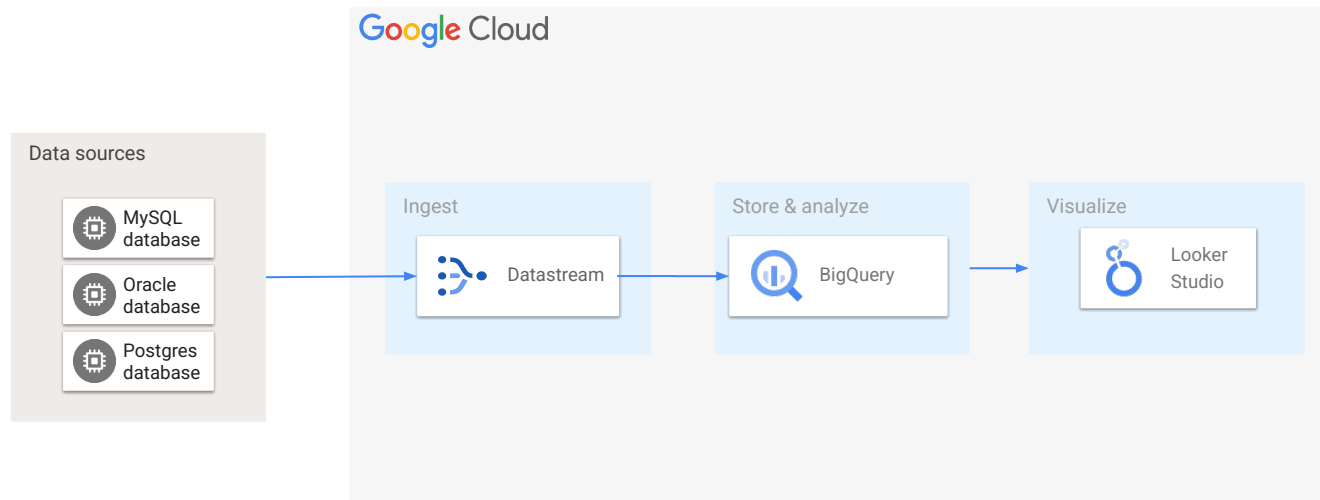 Google Cloud
Data sources
MySQL
database
Oracle
database
Postgres
database
Ingest
Datastream
Store & analyze
BigQuery
Visualize
Looker
Studio